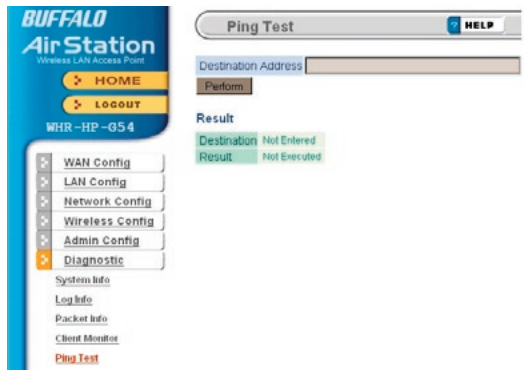 BUFFALO
AirStation
Wireless LAN Access Point
HOME
LOGOUT
WHR-HP-G54
WAN Config
LAN Config
Network Config
Wireless Config
Admin Config
Diagnostic
System Info
Log Info
Packet Info
Client Monitor
Ping Test
Ping Test
? HELP
Destination Address
Perform
Result
Destination Not Entered
Result Not Executed